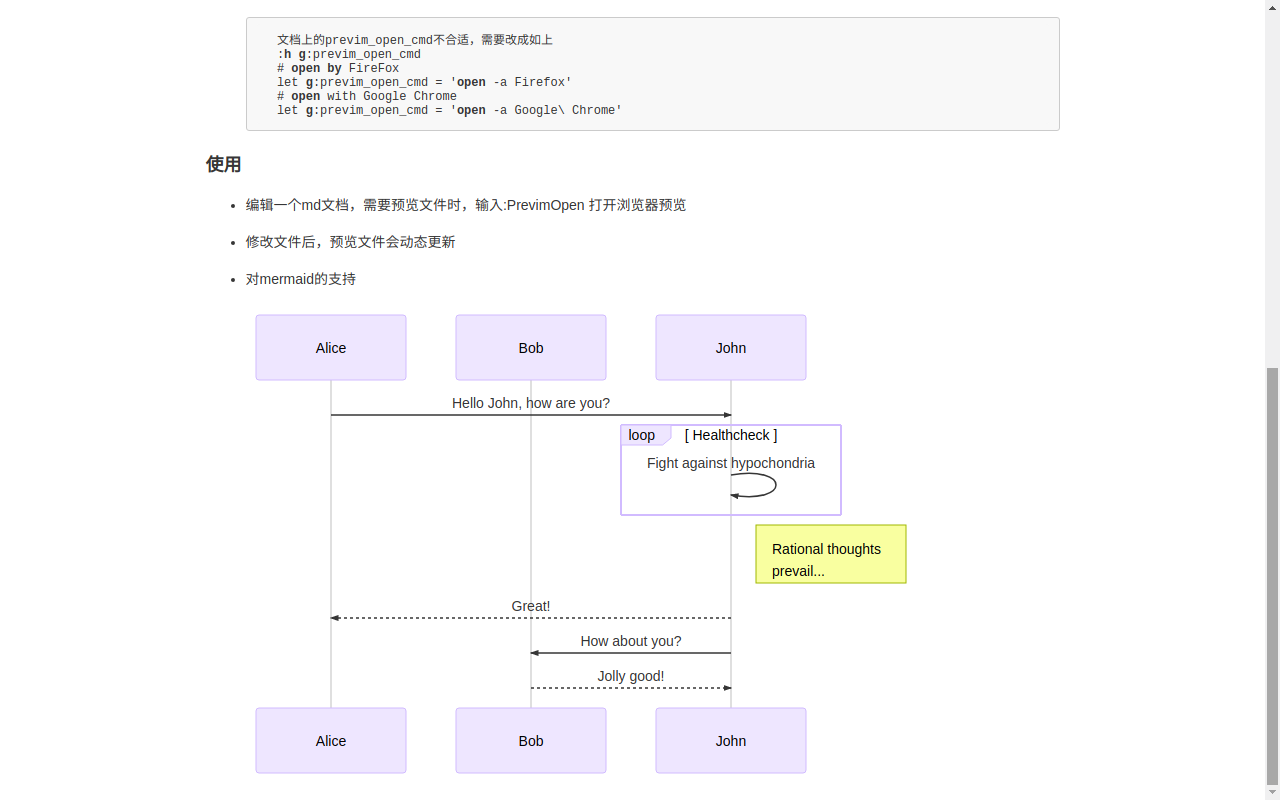 文档上的previm_open_cmd不合适，需要改成如上
:h g:previm_open_cmd
# open by FireFox
let g:previm_open_cmd = 'open -a Firefox'
# open with Google Chrome
let g:previm_open_cmd = 'open -a Google\ Chrome'
使用
编辑一个md文档，需要预览文件时，输入:PrevimOpen 打开浏览器预览
修改文件后，预览文件会动态更新
对mermaid的支持
Alice Bob John
Hello John, how are you?
loop [ Healthcheck ]
Fight against hypochondria
Rational thoughts
prevail...
Great!
How about you?
Jolly good!
Alice Bob John